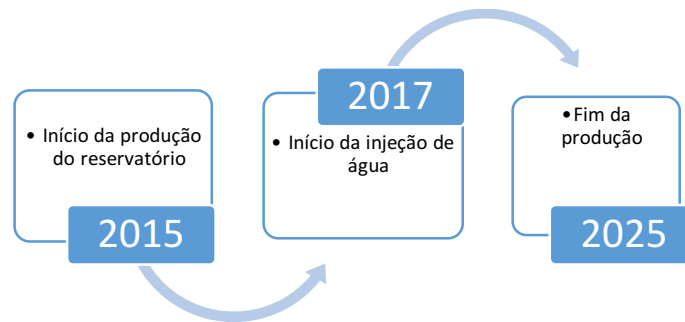 • Início da produção
do reservatório
2015
2017
• Início da injeção de
água
•Fim da
produção
2025